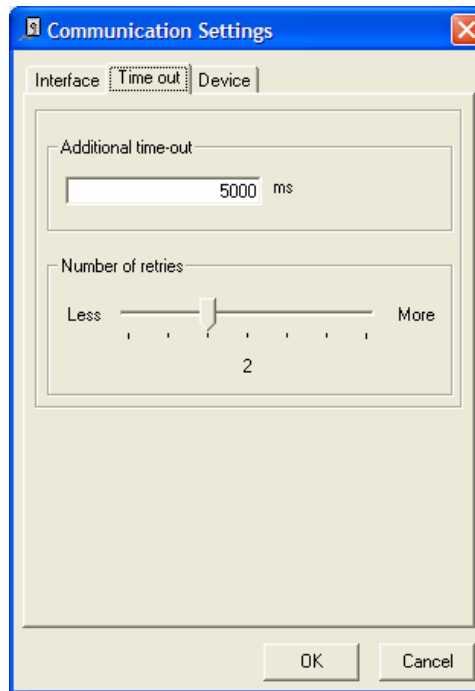 Communication Settings
Interface Time out Device
Additional time-out
5000 ms
Number of retries
Less More
2
OK Cancel